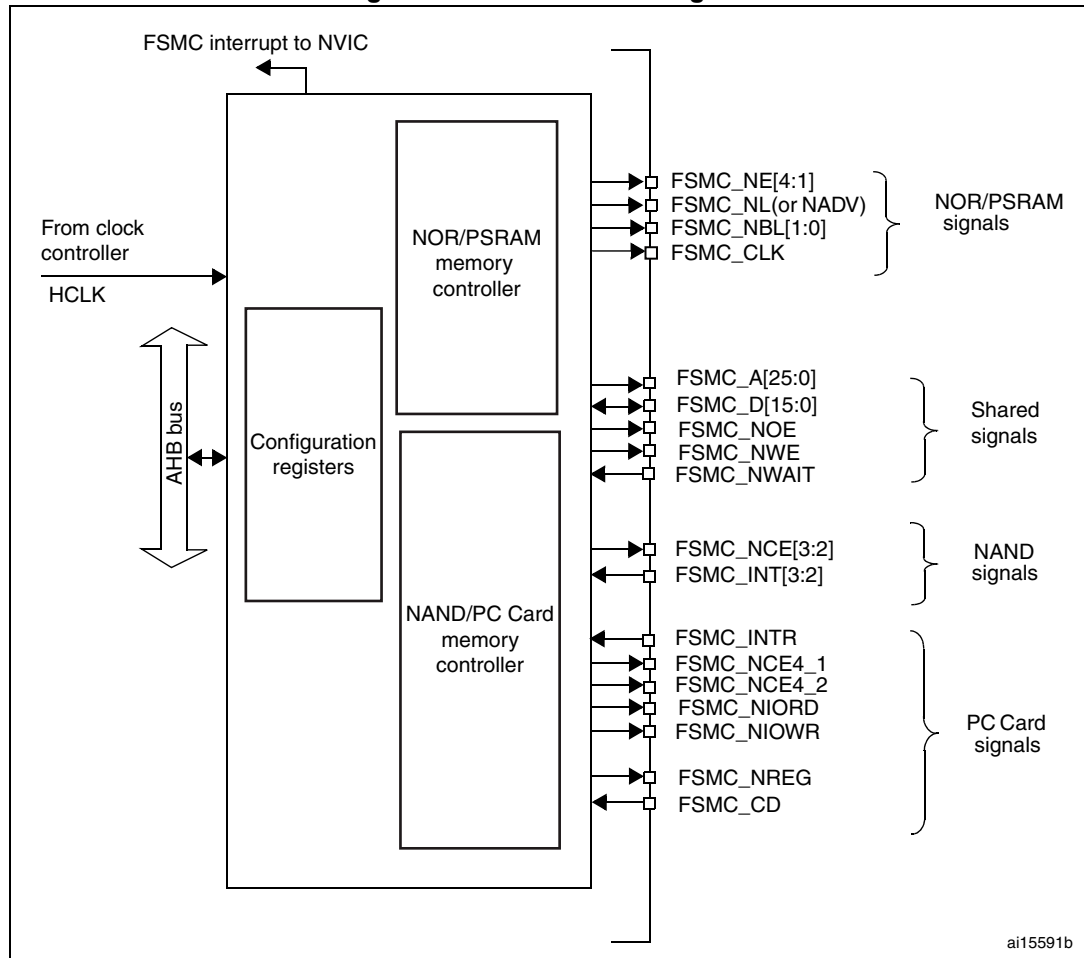 FSMC interrupt to NVIC
From clock
controller
HCLK
AHB bus
Configuration
registers
NOR/PSRAM
memory
controller
NAND/PC Card
memory
controller
FSMC_NE[4:1]
FSMC_NL(or NADV)
FSMC_NBL[1:0]
FSMC_CLK
NOR/PSRAM
signals
FSMC_A[25:0]
FSMC_D[15:0]
FSMC_NOE
FSMC_NWE
FSMC_NWAIT
Shared
signals
FSMC_NCE[3:2]
FSMC_INT[3:2]
NAND
signals
FSMC_INTR
FSMC_NCE4_1
FSMC_NCE4_2
FSMC_NIORD
FSMC_NIOWR
FSMC_NREG
FSMC_CD
PC Card
signals
ai15591b